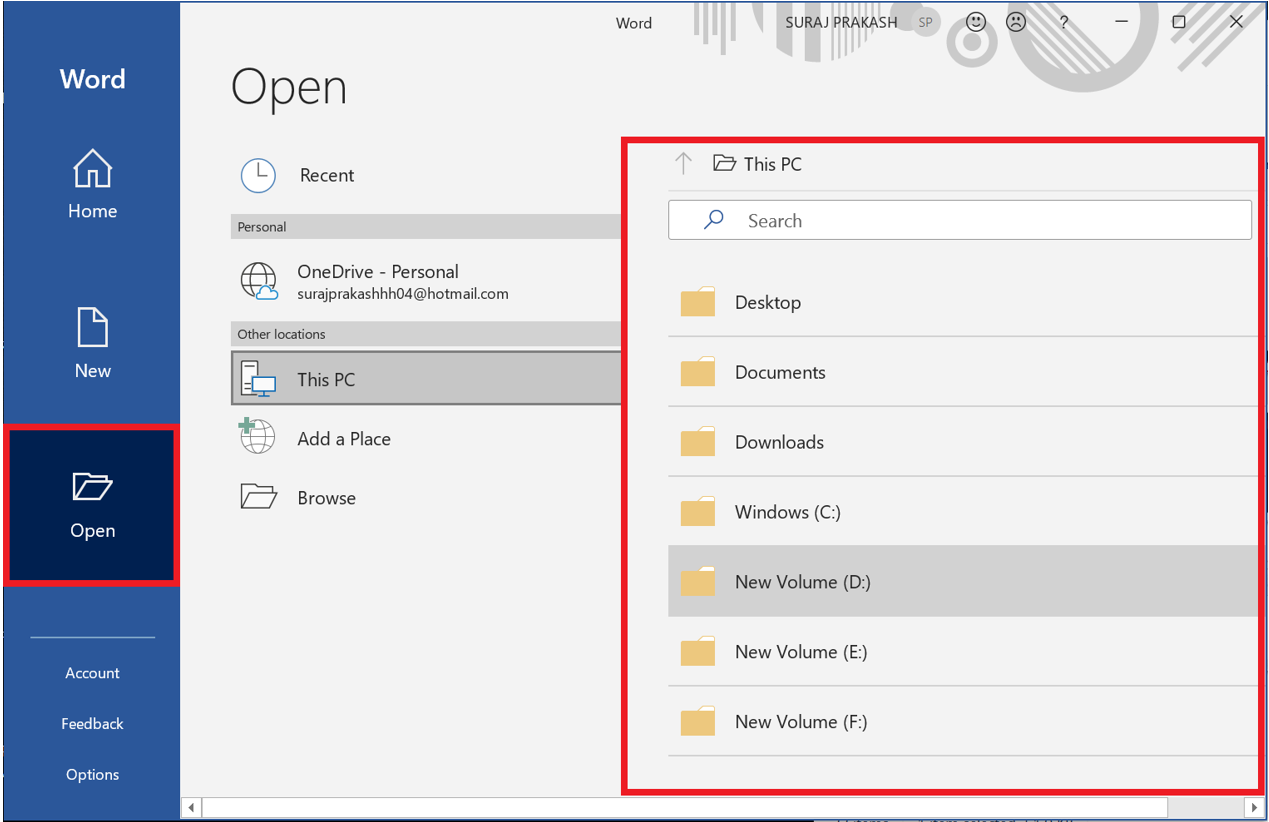 Word
SURAJ PRAKASH
SP
?
Word
Home
New
Open
Account
Feedback
Options
Open
Recent
Personal
OneDrive - Personal
surajprakashhh04@hotmail.com
Other locations
This PC
Add a Place
Browse
This PC
Search
Desktop
Documents
Downloads
Windows (C:)
New Volume (D:)
New Volume (E:)
New Volume (F:)